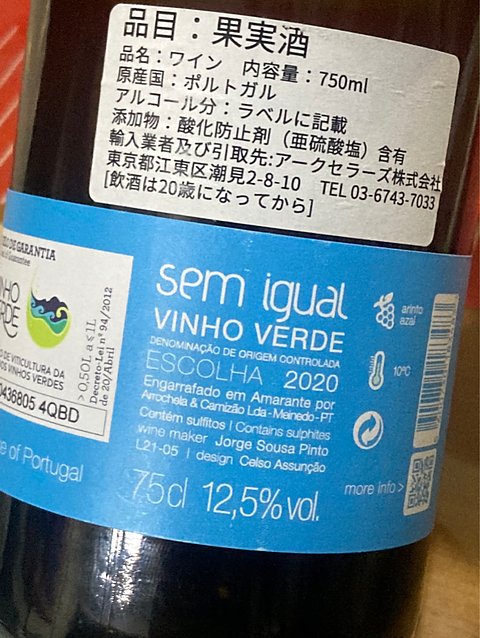 品目：果実酒
品名：ワイン　内容量：750ml
原産国：ポルトガル
アルコール分：ラベルに記載
添加物：酸化防止剤（亜硫酸塩）含有
輸入業者及び引取先:アークセラーズ株式会社
東京都江東区潮見2-8-10　TEL 03-6743-7033
[飲酒は20歳になってから]
DE GARANTIA
VERDE
DE VITICULTURA DA
VINHOS VERDES
0436805 4QBD
> 0,50L a ≤ 1L
Decreto-Lei nº 94/2012
de 20/Abril
of Portugal
sem igual
VINHO VERDE
DENOMINAÇÃO DE ORIGEM CONTROLADA
ESCOLHA 2020
Engarrafado em Amarante por
Arrochela & Carnizão Lda - Meinedo - PT
Contém sulfitos | Contains sulphites
wine maker Jorge Sousa Pinto
L21-05 | design Celso Assunção
75cl 12,5% vol.
arinto
azal
10ºC
more info >